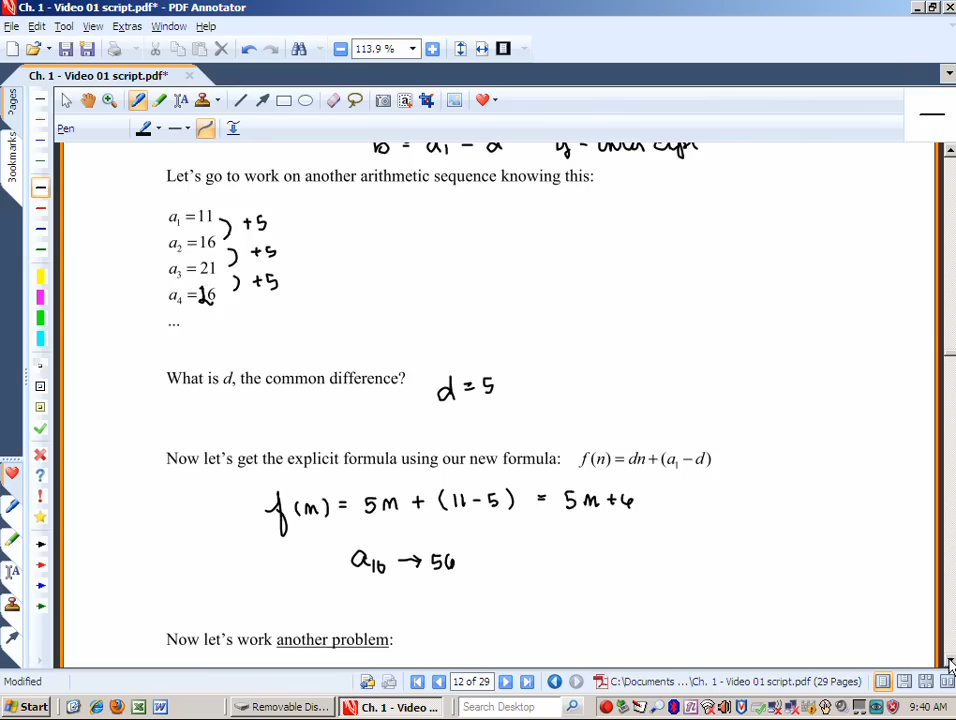 Ch. 1 - Video 01 script.pdf* - PDF Annotator
File Edit Tool View Extras Window Help
113.9 %
Ch. 1 - Video 01 script.pdf*
Pages
Bookmarks
Pen
b = a₁ - d
Let's go to work on another arithmetic sequence knowing this:
a₁ = 11
+5
a₂ = 16
+5
a₃ = 21
+5
a₄ = 26
...
What is d, the common difference? d = 5
Now let's get the explicit formula using our new formula: f(n) = dn + (a₁ − d)
f(n) = 5n + (11 - 5) = 5n + 6
a₁₀ → 56
Now let's work another problem:
Modified 12 of 29 C:\Documents ...\Ch. 1 - Video 01 script.pdf (29 Pages)
Start Removable Dis... Ch. 1 - Video ... Search Desktop 9:40 AM